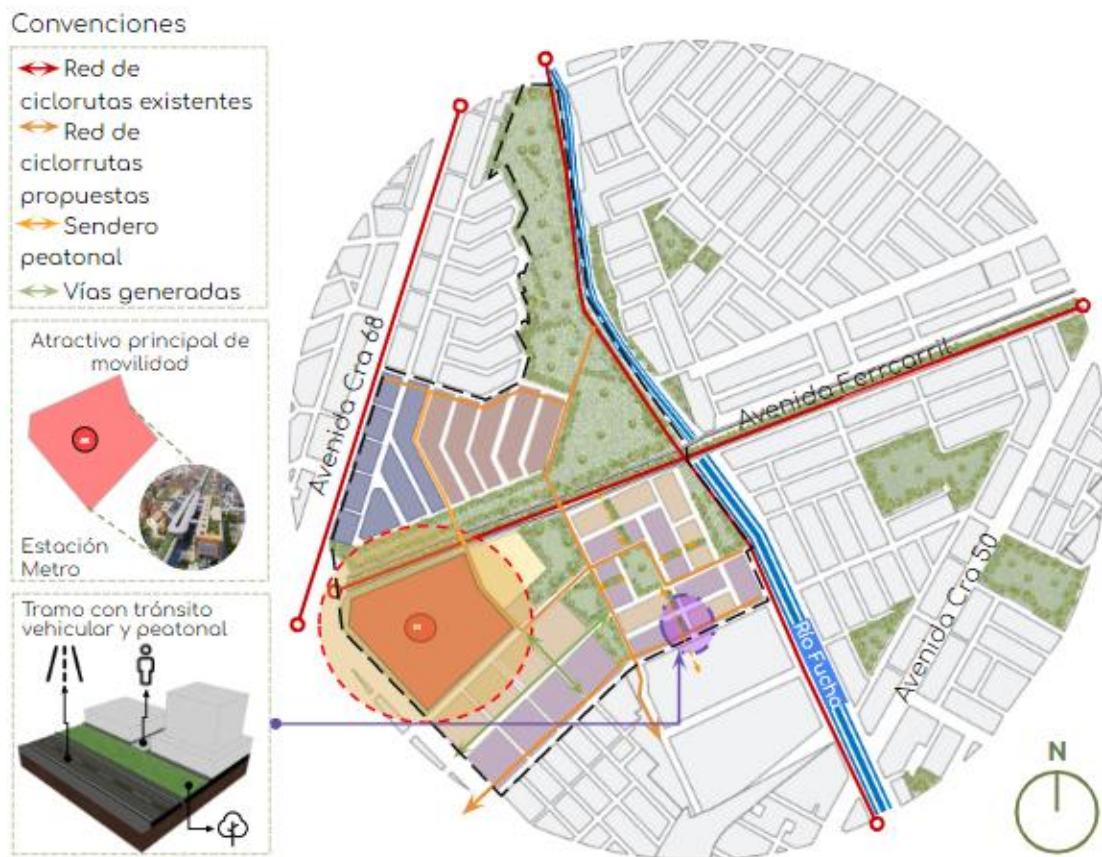 Convenciones
Red de
ciclorutas existentes
Red de
ciclorrutas
propuestas
Sendero
peatonal
Vías generadas
Atractivo principal de
movilidad
Estación
Metro
Tramo con tránsito
vehicular y peatonal
Avenida Cra 68
Avenida Ferrcorril
Avenida Cra 50
Río Fucha
N